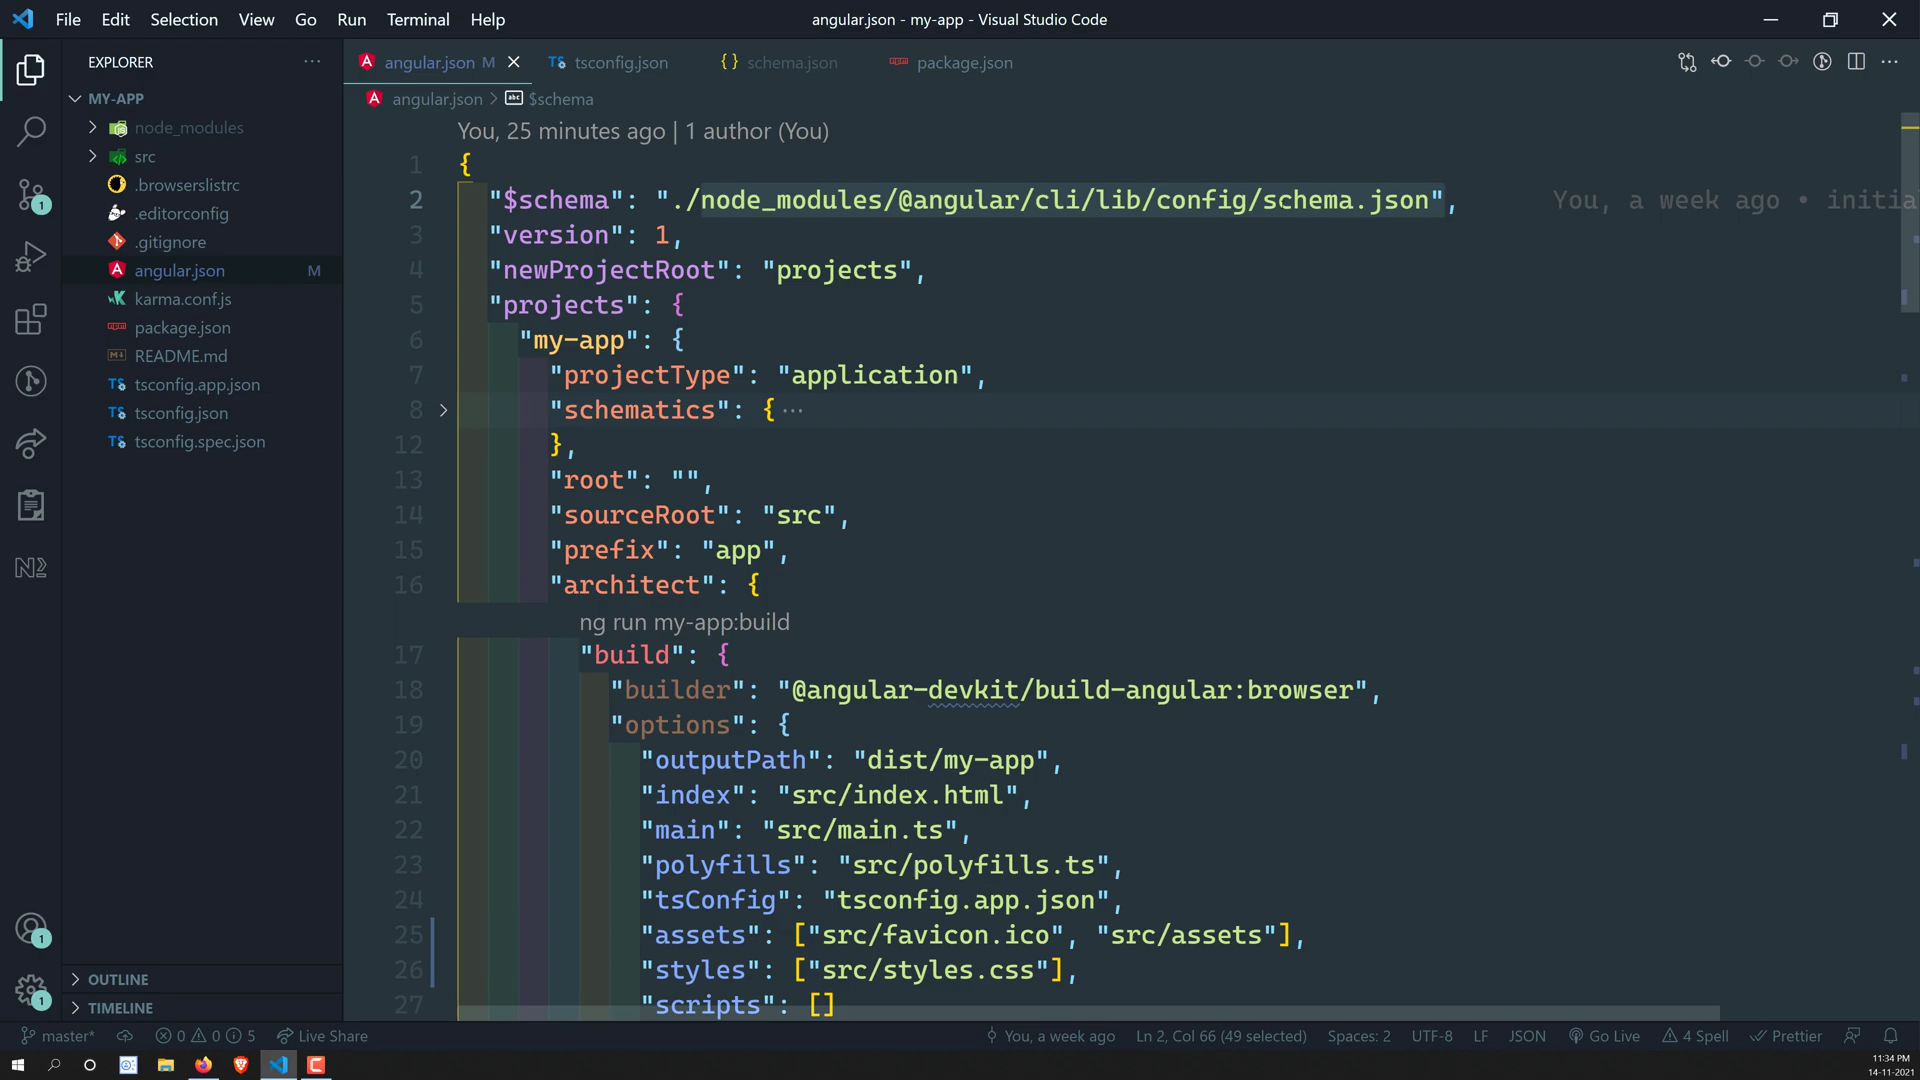 File Edit Selection View Go Run Terminal Help
angular.json - my-app - Visual Studio Code
EXPLORER
MY-APP
node_modules
src
.browserslistrc
.editorconfig
.gitignore
angular.json M
karma.conf.js
package.json
README.md
tsconfig.app.json
tsconfig.json
tsconfig.spec.json
OUTLINE
TIMELINE
angular.json M
tsconfig.json
schema.json
package.json
angular.json > $schema
You, 25 minutes ago | 1 author (You)
1 {
2 "$schema": "./node_modules/@angular/cli/lib/config/schema.json", You, a week ago • initia
3 "version": 1,
4 "newProjectRoot": "projects",
5 "projects": {
6 "my-app": {
7 "projectType": "application",
8 "schematics": {···
12 },
13 "root": "",
14 "sourceRoot": "src",
15 "prefix": "app",
16 "architect": {
ng run my-app:build
17 "build": {
18 "builder": "@angular-devkit/build-angular:browser",
19 "options": {
20 "outputPath": "dist/my-app",
21 "index": "src/index.html",
22 "main": "src/main.ts",
23 "polyfills": "src/polyfills.ts",
24 "tsConfig": "tsconfig.app.json",
25 "assets": ["src/favicon.ico", "src/assets"],
26 "styles": ["src/styles.css"],
27 "scripts": []
1
1
1
master* 0 0 5 Live Share
You, a week ago Ln 2, Col 66 (49 selected) Spaces: 2 UTF-8 LF JSON Go Live 4 Spell Prettier
11:34 PM
14-11-2021